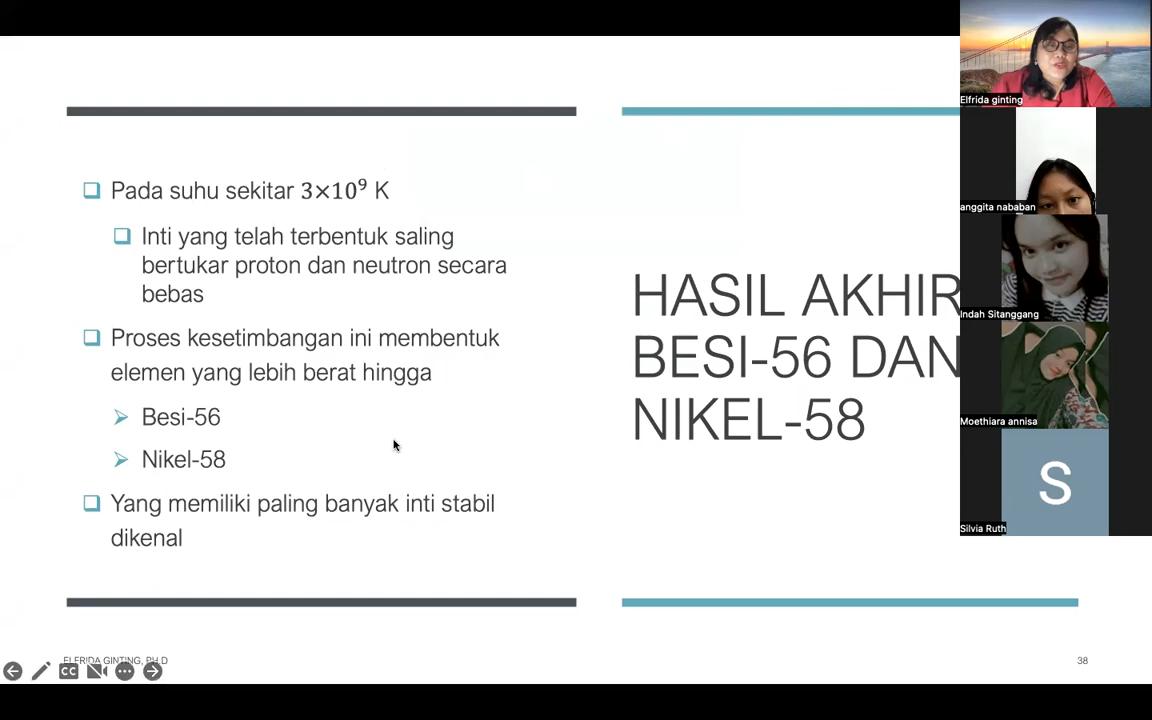 Pada suhu sekitar 3×10⁹ K
Inti yang telah terbentuk saling
bertukar proton dan neutron secara
bebas
Proses kesetimbangan ini membentuk
elemen yang lebih berat hingga
Besi-56
Nikel-58
Yang memiliki paling banyak inti stabil
dikenal
HASIL AKHIR
BESI-56 DAN
NIKEL-58
ELFRIDA GINTING, PH.D
38
CC
Elfrida ginting
anggita nababan
Indah Sitanggang
Moethiara annisa
S
Silvia Ruth